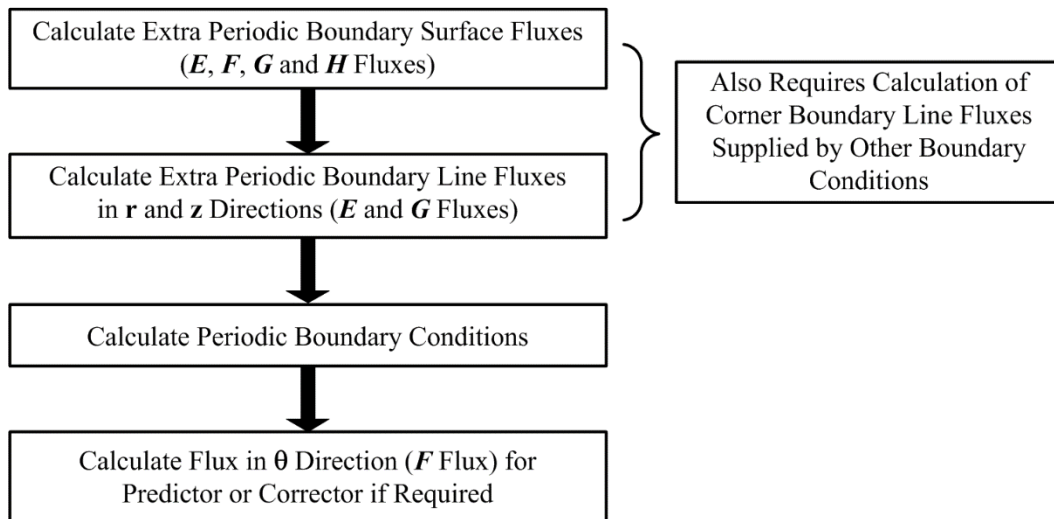 Calculate Extra Periodic Boundary Surface Fluxes
(E, F, G and H Fluxes)
Also Requires Calculation of
Corner Boundary Line Fluxes
Supplied by Other Boundary
Conditions
Calculate Extra Periodic Boundary Line Fluxes
in r and z Directions (E and G Fluxes)
Calculate Periodic Boundary Conditions
Calculate Flux in θ Direction (F Flux) for
Predictor or Corrector if Required